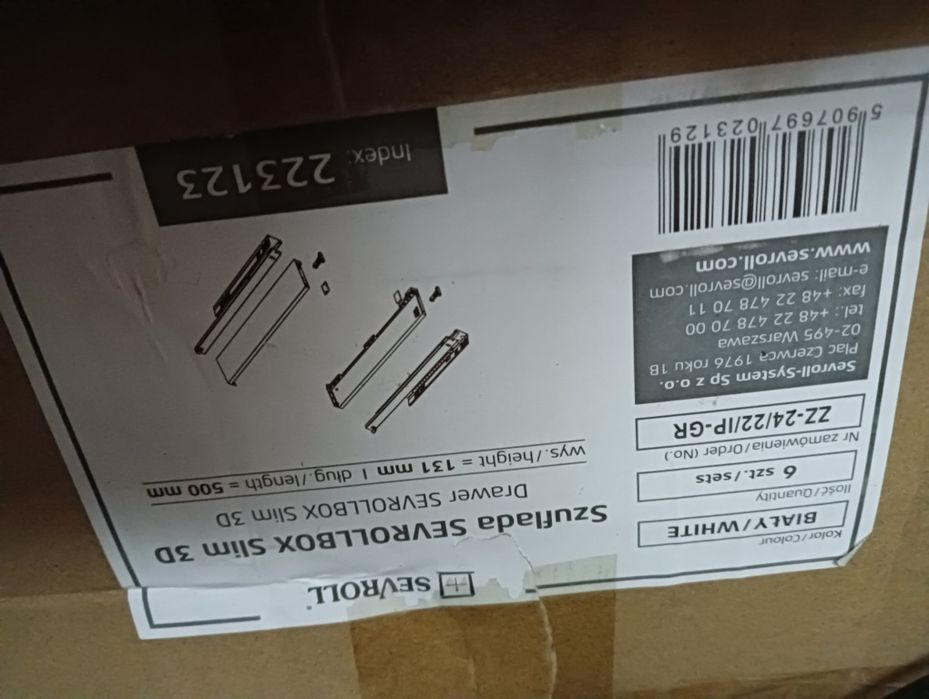 SEVROLL
Szuflada SEVROLLBOX Slim 3D
Drawer SEVROLLBOX Slim 3D
wys./height = 131 mm | dług./length = 500 mm
Index: 223123
Kolor/Colour
BIAŁY/WHITE
Ilość/Quantity
6 szt./sets
Nr zamówienia/Order (No.)
ZZ-24/22/IP-GR
Sevroll-System Sp z o.o.
Plac Czerwca 1976 roku 1B
02-495 Warszawa
tel.: +48 22 478 70 00
fax: +48 22 478 70 11
e-mail: sevroll@sevroll.com
www.sevroll.com
5 907697 023129